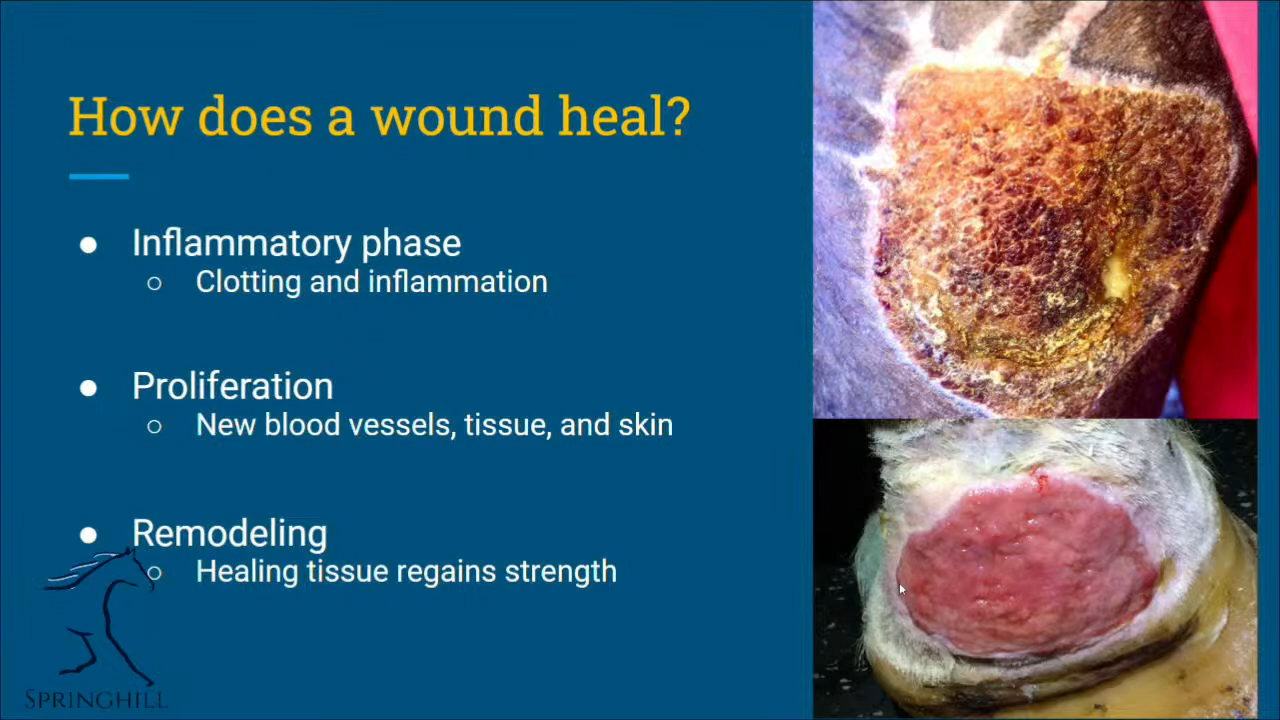 How does a wound heal?
● Inflammatory phase
○ Clotting and inflammation
● Proliferation
○ New blood vessels, tissue, and skin
● Remodeling
○ Healing tissue regains strength
SPRINGHILL